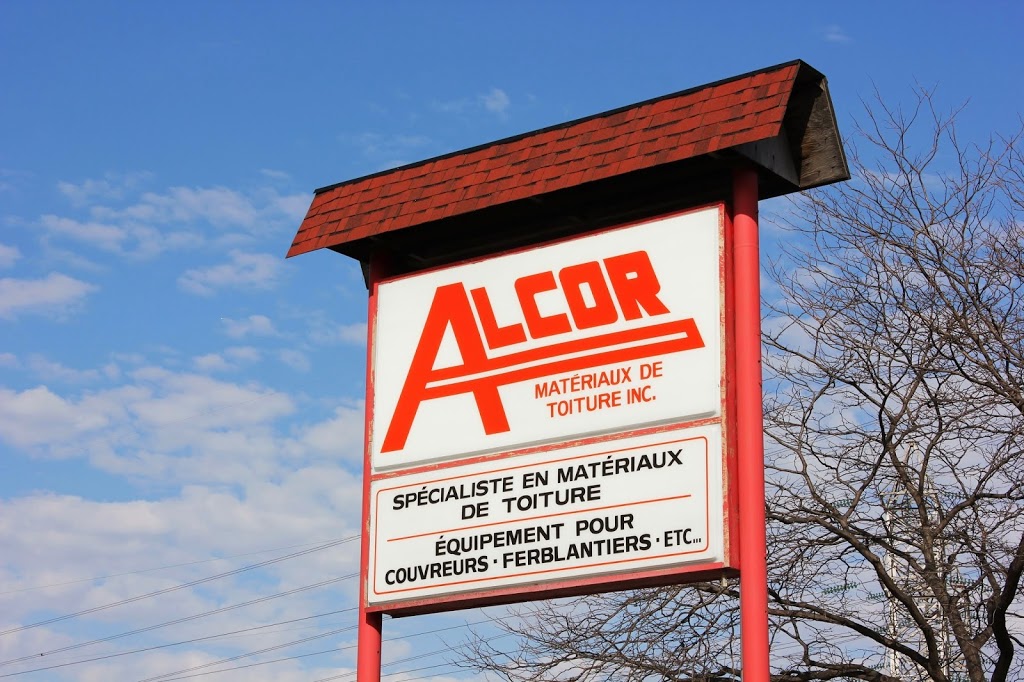 ALCOR
MATÉRIAUX DE
TOITURE INC.
SPÉCIALISTE EN MATÉRIAUX
DE TOITURE
ÉQUIPEMENT POUR
COUVREURS · FERBLANTIERS · ETC...